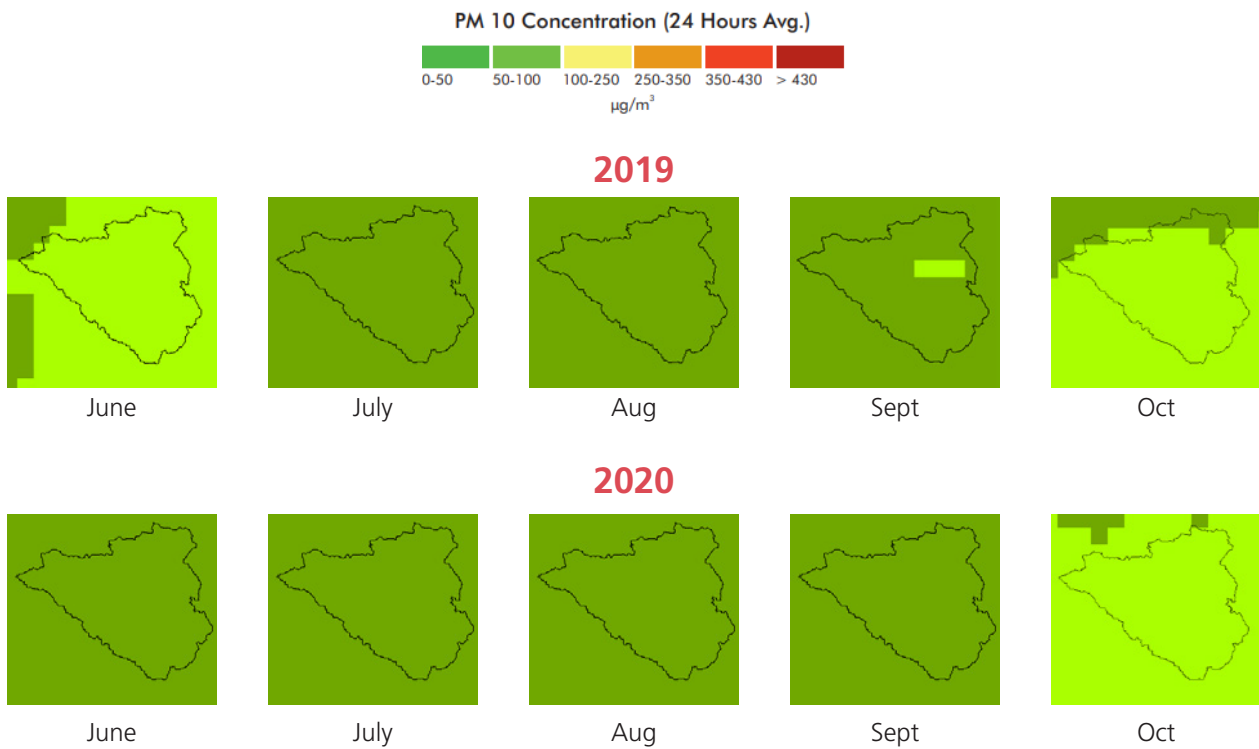 PM 10 Concentration (24 Hours Avg.)
0-50 50-100 100-250 250-350 350-430 > 430
µg/m³
2019
June July Aug Sept Oct
2020
June July Aug Sept Oct